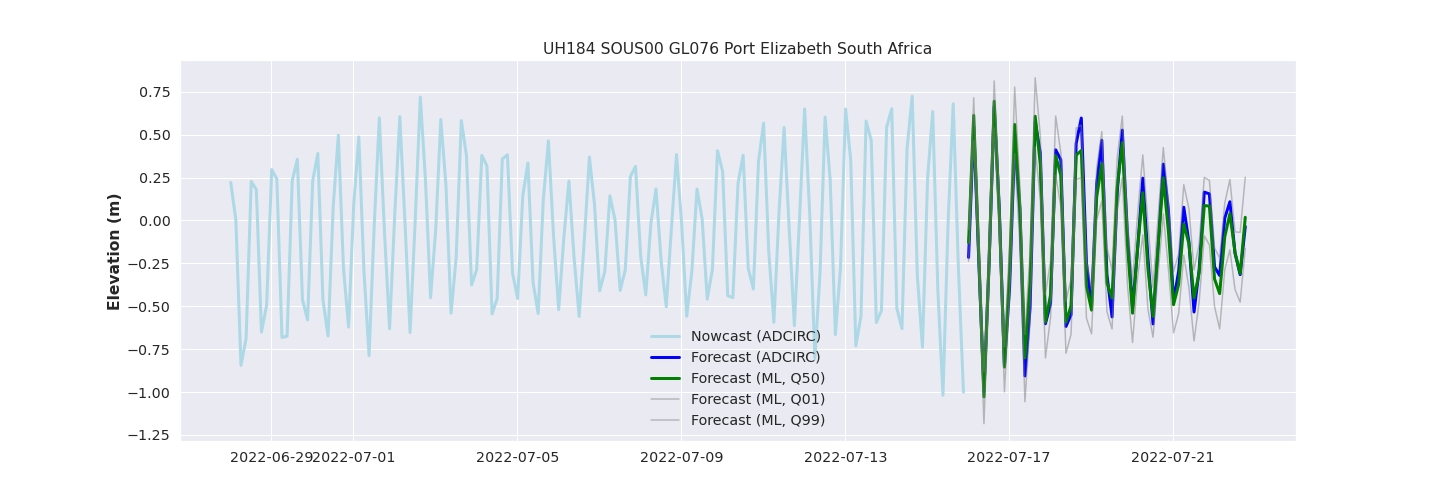 UH184 SOUS00 GL076 Port Elizabeth South Africa
Elevation (m)
0.75
0.50
0.25
0.00
−0.25
−0.50
−0.75
−1.00
−1.25
Nowcast (ADCIRC)
Forecast (ADCIRC)
Forecast (ML, Q50)
Forecast (ML, Q01)
Forecast (ML, Q99)
2022-06-29 2022-07-01 2022-07-05 2022-07-09 2022-07-13 2022-07-17 2022-07-21